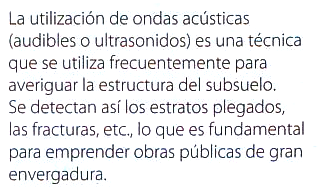 La utilización de ondas acústicas
(audibles o ultrasonidos) es una técnica
que se utiliza frecuentemente para
averiguar la estructura del subsuelo.
Se detectan así los estratos plegados,
las fracturas, etc., lo que es fundamental
para emprender obras públicas de gran
envergadura.